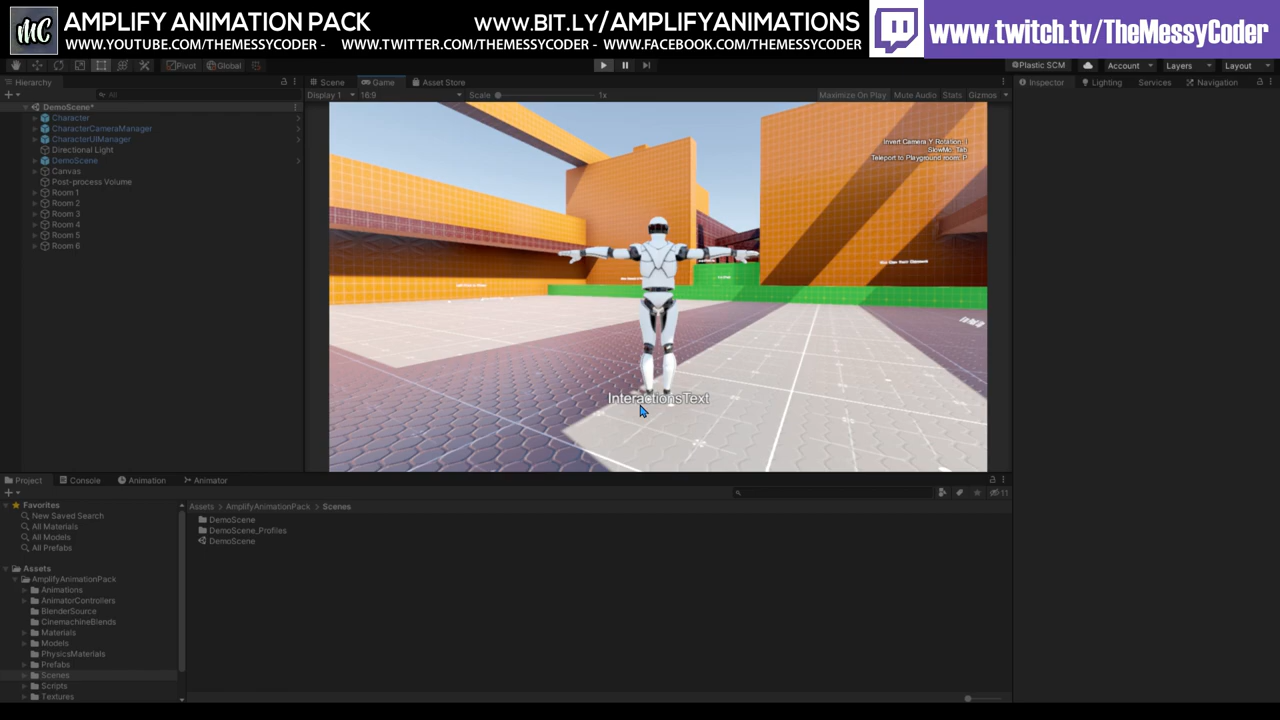 mC
AMPLIFY ANIMATION PACK
WWW.BIT.LY/AMPLIFYANIMATIONS
WWW.YOUTUBE.COM/THEMESSYCODER - WWW.TWITTER.COM/THEMESSYCODER - WWW.FACEBOOK.COM/THEMESSYCODER
www.twitch.tv/TheMessyCoder
Pivot Global
Plastic SCM Account Layers Layout
Hierarchy
All
DemoScene*
Character
CharacterCameraManager
CharacterUIManager
Directional Light
DemoScene
Canvas
Post-process Volume
Room 1
Room 2
Room 3
Room 4
Room 5
Room 6
Scene Game Asset Store
Display 1 16:9 Scale 1x Maximize On Play Mute Audio Stats Gizmos
Invert Camera Y Rotation: I
SlowMo: Tab
Teleport to Playground room: P
InteractionsText
Inspector Lighting Services Navigation
Project Console Animation Animator
11
Favorites
New Saved Search
All Materials
All Models
All Prefabs
Assets
AmplifyAnimationPack
Animations
AnimatorControllers
BlenderSource
CinemachineBlends
Materials
Models
PhysicsMaterials
Prefabs
Scenes
Scripts
Textures
Assets AmplifyAnimationPack Scenes
DemoScene
DemoScene_Profiles
DemoScene